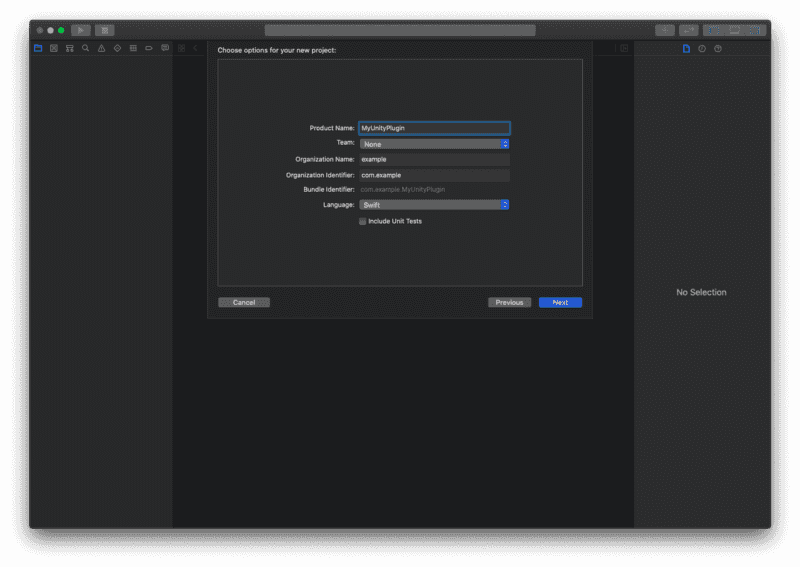 Choose options for your new project:
Product Name: MyUnityPlugin
Team: None
Organization Name: example
Organization Identifier: com.example
Bundle Identifier: com.example.MyUnityPlugin
Language: Swift
Include Unit Tests
Cancel Previous Next
No Selection